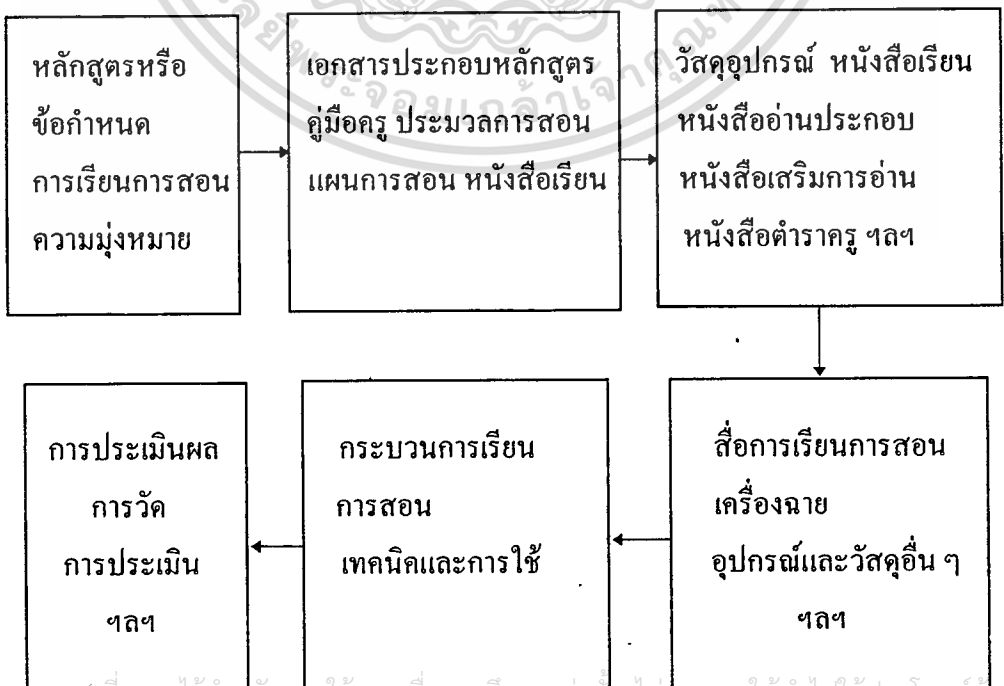 หลักสูตรหรือ
ข้อกำหนด
การเรียนการสอน
ความมุ่งหมาย
เอกสารประกอบหลักสูตร
คู่มือครู ประมวลการสอน
แผนการสอน หนังสือเรียน
วัสดุอุปกรณ์ หนังสือเรียน
หนังสืออ่านประกอบ
หนังสือเสริมการอ่าน
หนังสือตำราครู ฯลฯ
สื่อการเรียนการสอน
เครื่องฉาย
อุปกรณ์และวัสดุอื่น ๆ
ฯลฯ
กระบวนการเรียน
การสอน
เทคนิคและการใช้
การประเมินผล
การวัด
การประเมิน
ฯลฯ